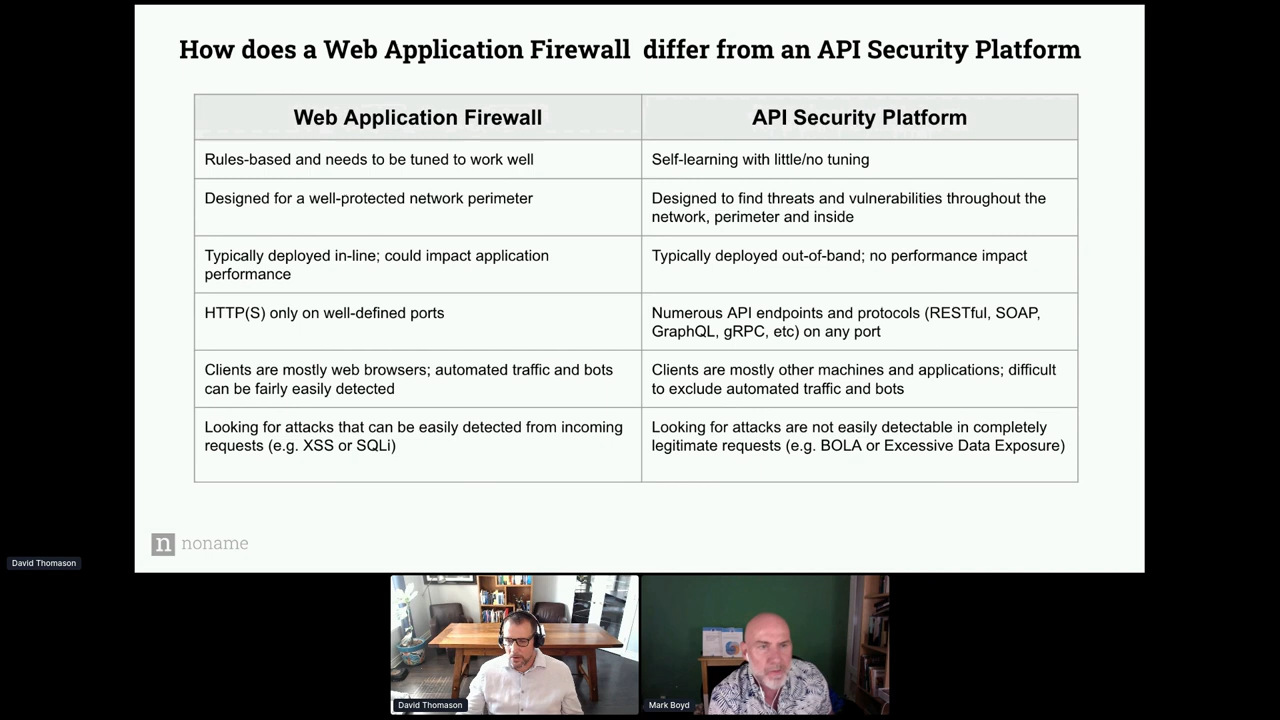 How does a Web Application Firewall differ from an API Security Platform
Web Application Firewall
API Security Platform
Rules-based and needs to be tuned to work well
Self-learning with little/no tuning
Designed for a well-protected network perimeter
Designed to find threats and vulnerabilities throughout the
network, perimeter and inside
Typically deployed in-line; could impact application
performance
Typically deployed out-of-band; no performance impact
HTTP(S) only on well-defined ports
Numerous API endpoints and protocols (RESTful, SOAP,
GraphQL, gRPC, etc) on any port
Clients are mostly web browsers; automated traffic and bots
can be fairly easily detected
Clients are mostly other machines and applications; difficult
to exclude automated traffic and bots
Looking for attacks that can be easily detected from incoming
requests (e.g. XSS or SQLi)
Looking for attacks are not easily detectable in completely
legitimate requests (e.g. BOLA or Excessive Data Exposure)
n noname
David Thomason
David Thomason
Mark Boyd